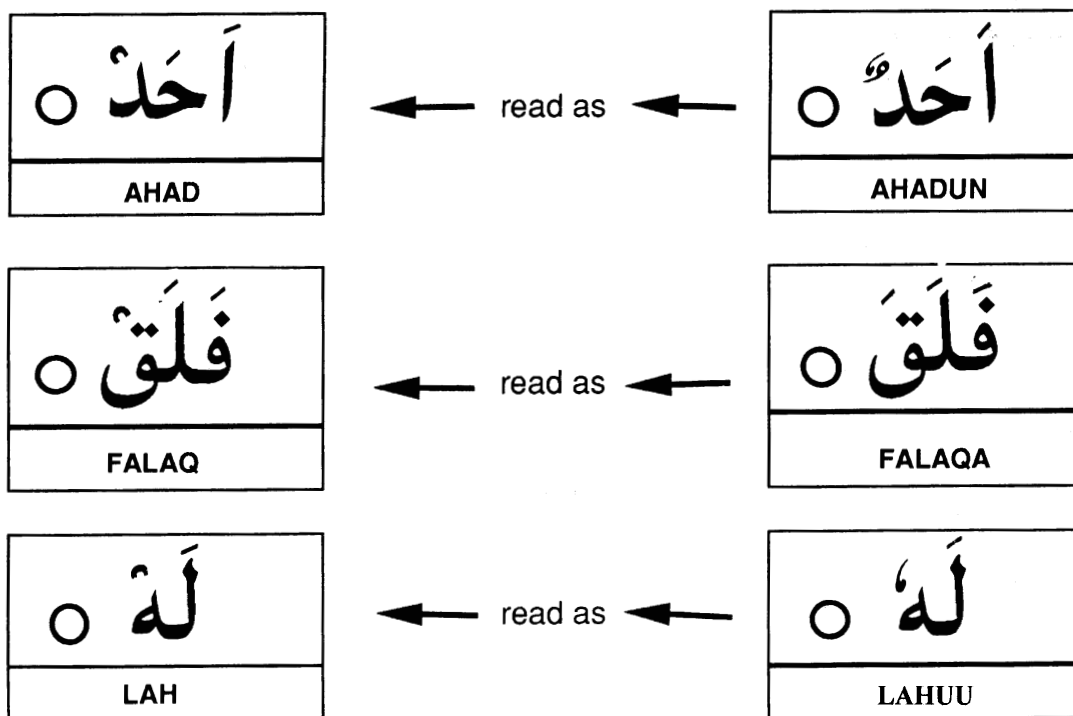 اَحَدٌ ○
AHADUN
read as
اَحَدْ ○
AHAD
فَلَقَ ○
FALAQA
read as
فَلَقْ ○
FALAQ
لَهٗ ○
LAHUU
read as
لَهْ ○
LAH